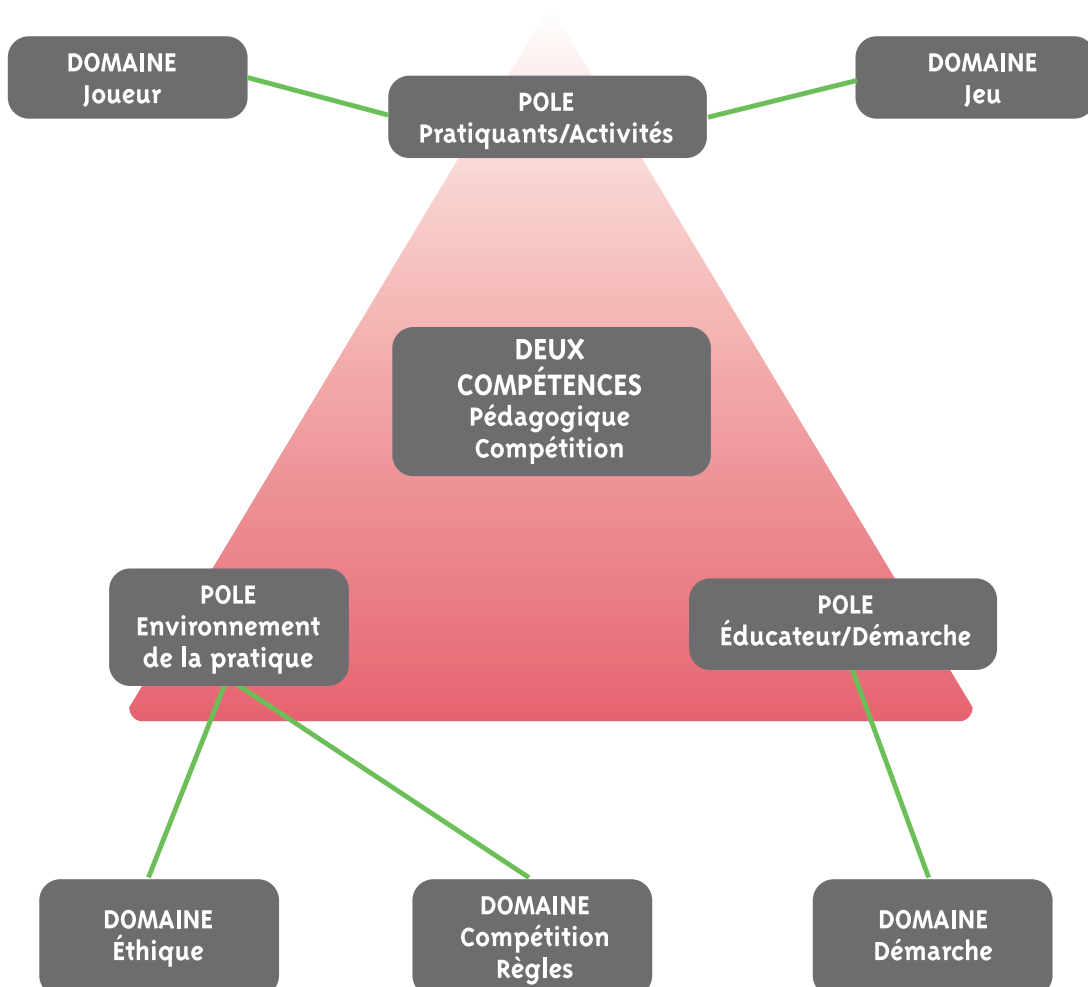 DOMAINE
Joueur
POLE
Pratiquants/Activités
DOMAINE
Jeu
DEUX
COMPÉTENCES
Pédagogique
Compétition
POLE
Environnement
de la pratique
POLE
Éducateur/Démarche
DOMAINE
Éthique
DOMAINE
Compétition
Règles
DOMAINE
Démarche